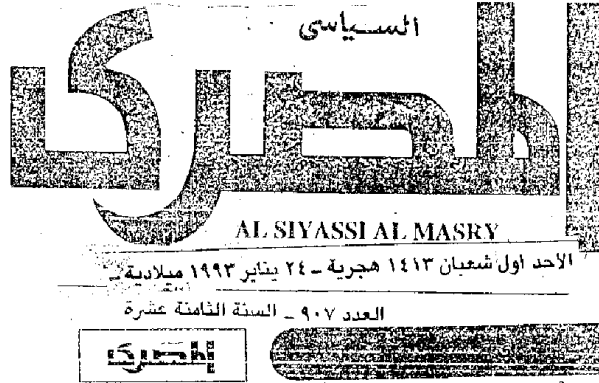 السياسى
المصرى
AL SIYASSI AL MASRY
الأحد اول شعبان ١٤١٣ هجرية - ٢٤ يناير ١٩٩٣ ميلادية
العدد ٩٠٧ - السنة الثامنة عشرة
المصرى